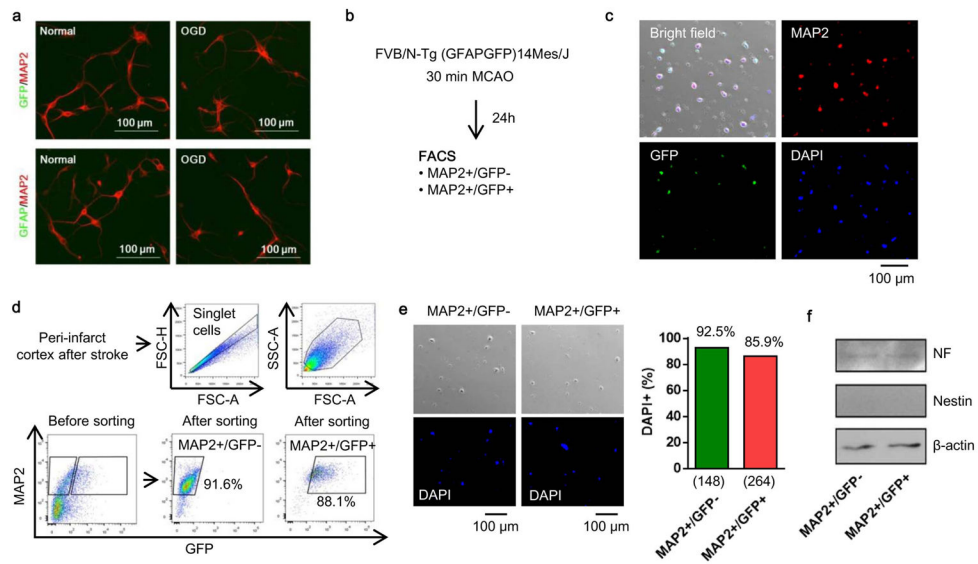 a
Normal
OGD
GFP/MAP2
100 µm
100 µm
Normal
OGD
GFAP/MAP2
100 µm
100 µm
b
FVB/N-Tg (GFAPGFP)14Mes/J
30 min MCAO
24h
FACS
• MAP2+/GFP-
• MAP2+/GFP+
c
Bright field
MAP2
GFP
DAPI
100 µm
d
Peri-infarct
cortex after stroke
FSC-H
Singlet
cells
FSC-A
SSC-A
FSC-A
Before sorting
After sorting
After sorting
MAP2
MAP2+/GFP-
91.6%
MAP2+/GFP+
88.1%
GFP
e
MAP2+/GFP-
MAP2+/GFP+
DAPI
DAPI
100 µm
100 µm
DAPI+ (%)
100
80
60
40
20
0
92.5%
85.9%
(148)
(264)
MAP2+/GFP-
MAP2+/GFP+
f
NF
Nestin
β-actin
MAP2+/GFP-
MAP2+/GFP+